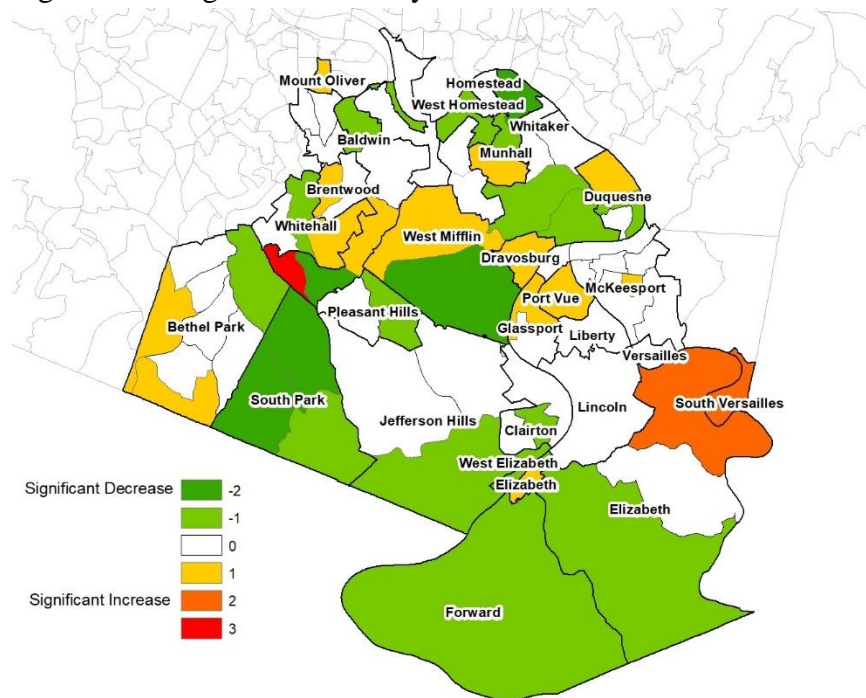 Mount Oliver
Homestead
West Homestead
Whitaker
Baldwin
Munhall
Brentwood
Duquesne
Whitehall
West Mifflin
Dravosburg
McKeesport
Port Vue
Pleasant Hills
Bethel Park
Glassport
Liberty
Versailles
South Park
Jefferson Hills
Lincoln
South Versailles
Clairton
West Elizabeth
Elizabeth
Elizabeth
Forward
Significant Decrease
-2
-1
0
1
Significant Increase
2
3